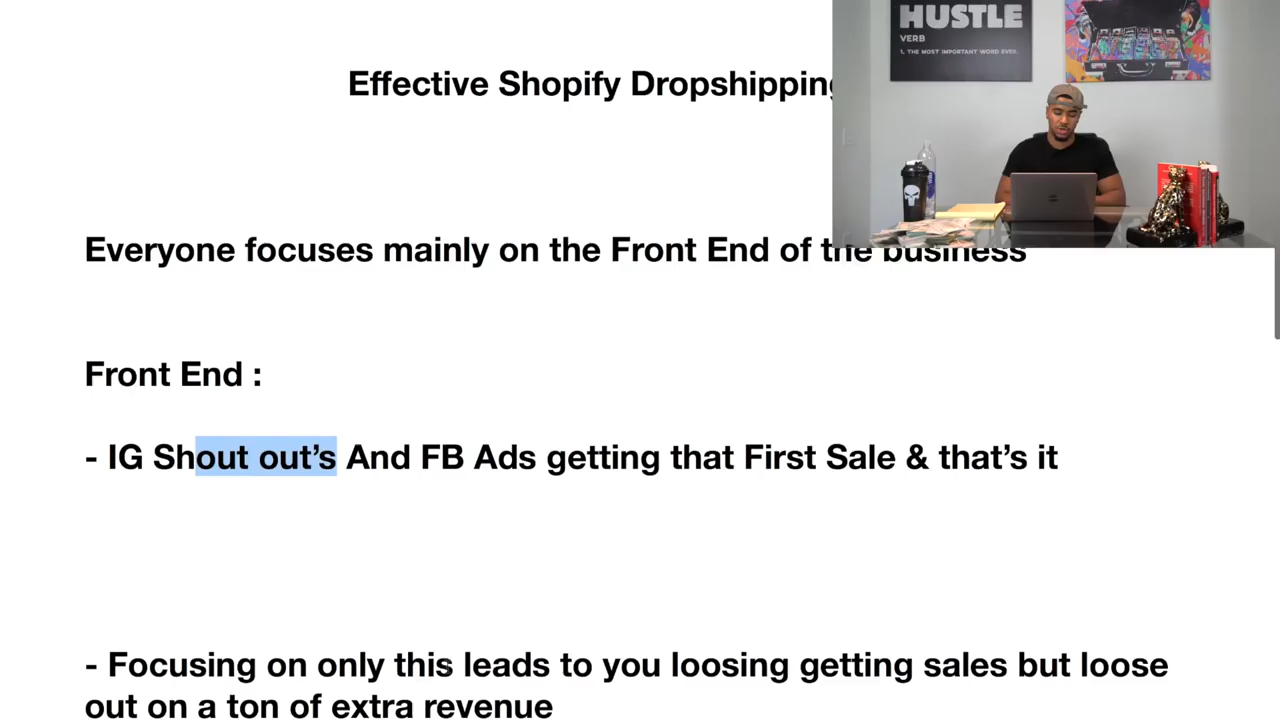 HUSTLE
VERB
1. THE MOST IMPORTANT WORD EVER.
Effective Shopify Dropshipping
Everyone focuses mainly on the Front End of the business
Front End :
- IG Shout out’s And FB Ads getting that First Sale & that’s it
- Focusing on only this leads to you loosing getting sales but loose
out on a ton of extra revenue